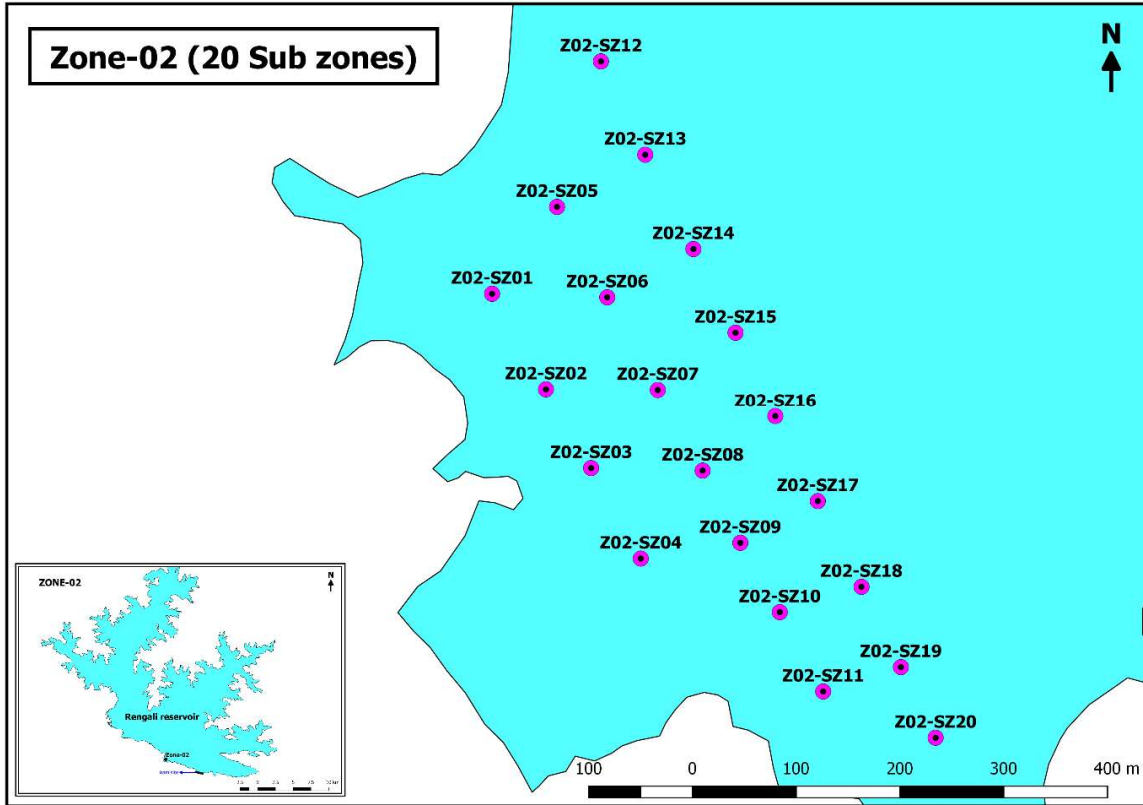 Zone-02 (20 Sub zones)
N
Z02-SZ12
Z02-SZ13
Z02-SZ05
Z02-SZ14
Z02-SZ01
Z02-SZ06
Z02-SZ15
Z02-SZ02
Z02-SZ07
Z02-SZ16
Z02-SZ03
Z02-SZ08
Z02-SZ17
Z02-SZ09
Z02-SZ04
Z02-SZ18
Z02-SZ10
Z02-SZ19
Z02-SZ11
Z02-SZ20
100 0 100 200 300 400 m
ZONE-02
N
Rengali reservoir
Zone-02